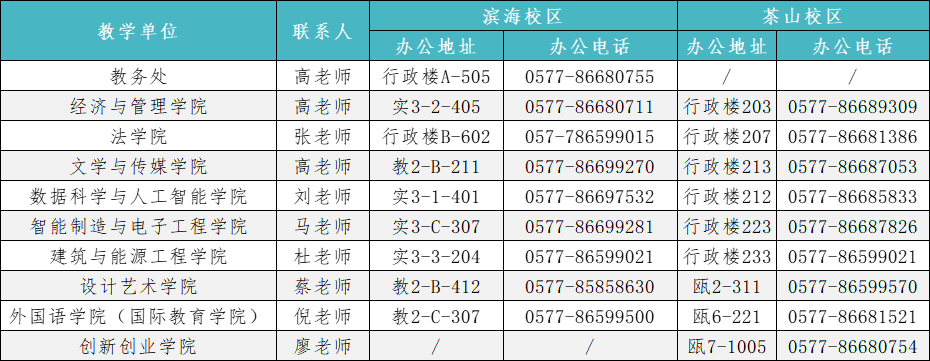 教学单位 联系人 滨海校区 茶山校区
办公地址 办公电话 办公地址 办公电话
教务处 高老师 行政楼A-505 0577-86680755 / /
经济与管理学院 高老师 实3-2-405 0577-86680711 行政楼203 0577-86689309
法学院 张老师 行政楼B-602 057-786599015 行政楼207 0577-86681386
文学与传媒学院 高老师 教2-B-211 0577-86699270 行政楼213 0577-86687053
数据科学与人工智能学院 刘老师 实3-1-401 0577-86697532 行政楼212 0577-86685833
智能制造与电子工程学院 马老师 实3-C-307 0577-86699281 行政楼223 0577-86687826
建筑与能源工程学院 杜老师 实3-3-204 0577-86599021 行政楼233 0577-86599021
设计艺术学院 蔡老师 教2-B-412 0577-85858630 瓯2-311 0577-86599570
外国语学院（国际教育学院） 倪老师 教2-C-307 0577-86599500 瓯6-221 0577-86681521
创新创业学院 廖老师 / / 瓯7-1005 0577-86680754